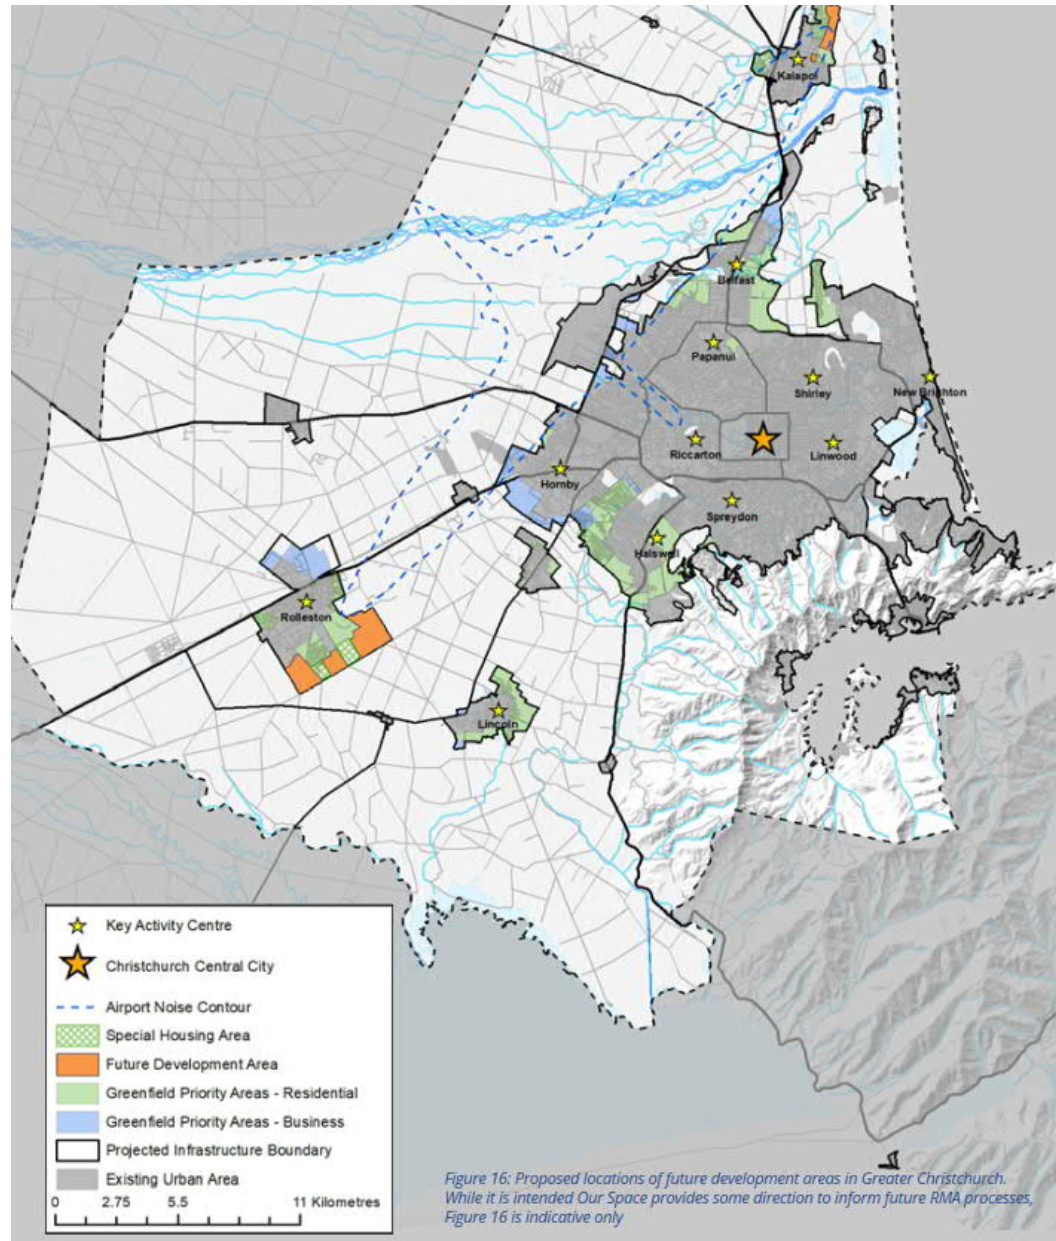 Kaiapoi
Belfast
Papanui
Shirley
New Brighton
Riccarton
Linwood
Hornby
Spreydon
Halswell
Rolleston
Lincoln
Key Activity Centre
Christchurch Central City
Airport Noise Contour
Special Housing Area
Future Development Area
Greenfield Priority Areas - Residential
Greenfield Priority Areas - Business
Projected Infrastructure Boundary
Existing Urban Area
0 2.75 5.5 11 Kilometres
Figure 16: Proposed locations of future development areas in Greater Christchurch.
While it is intended Our Space provides some direction to inform future RMA processes,
Figure 16 is indicative only